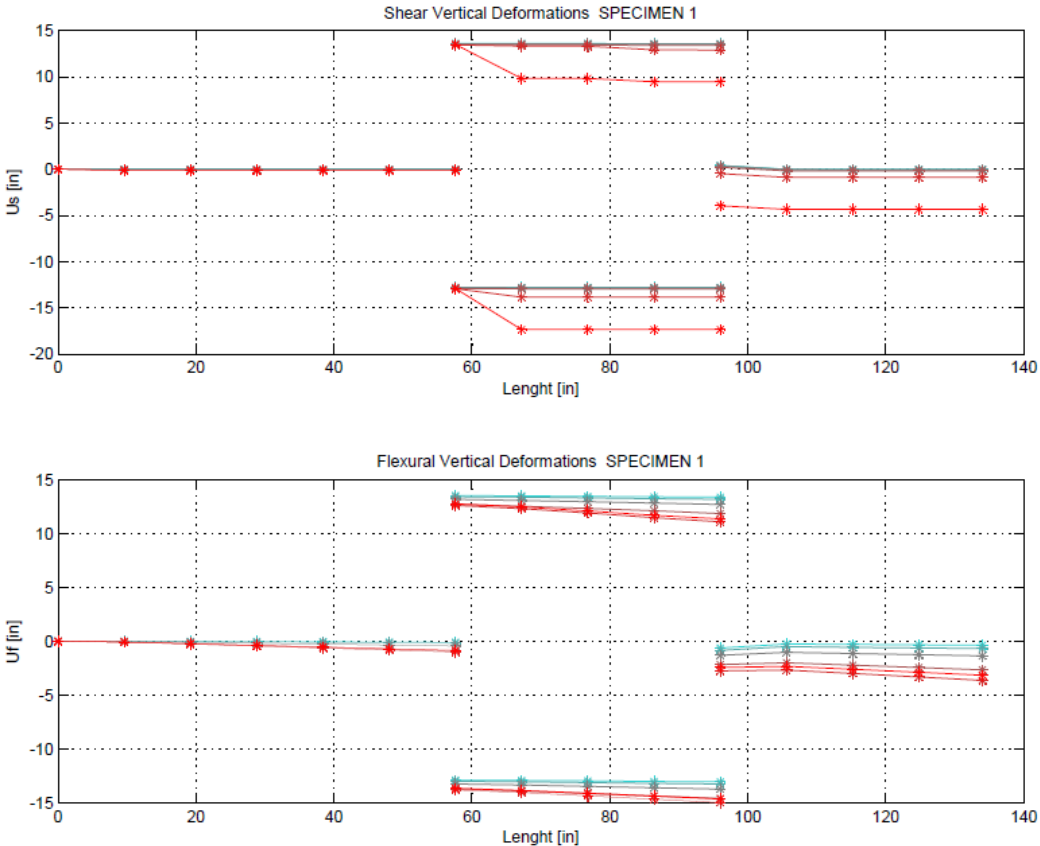 Shear Vertical Deformations  SPECIMEN 1
15
10
5
0
-5
-10
-15
-20
Us [in]
0 20 40 60 80 100 120 140
Lenght [in]
Flexural Vertical Deformations  SPECIMEN 1
15
10
5
0
-5
-10
-15
Uf [in]
0 20 40 60 80 100 120 140
Lenght [in]